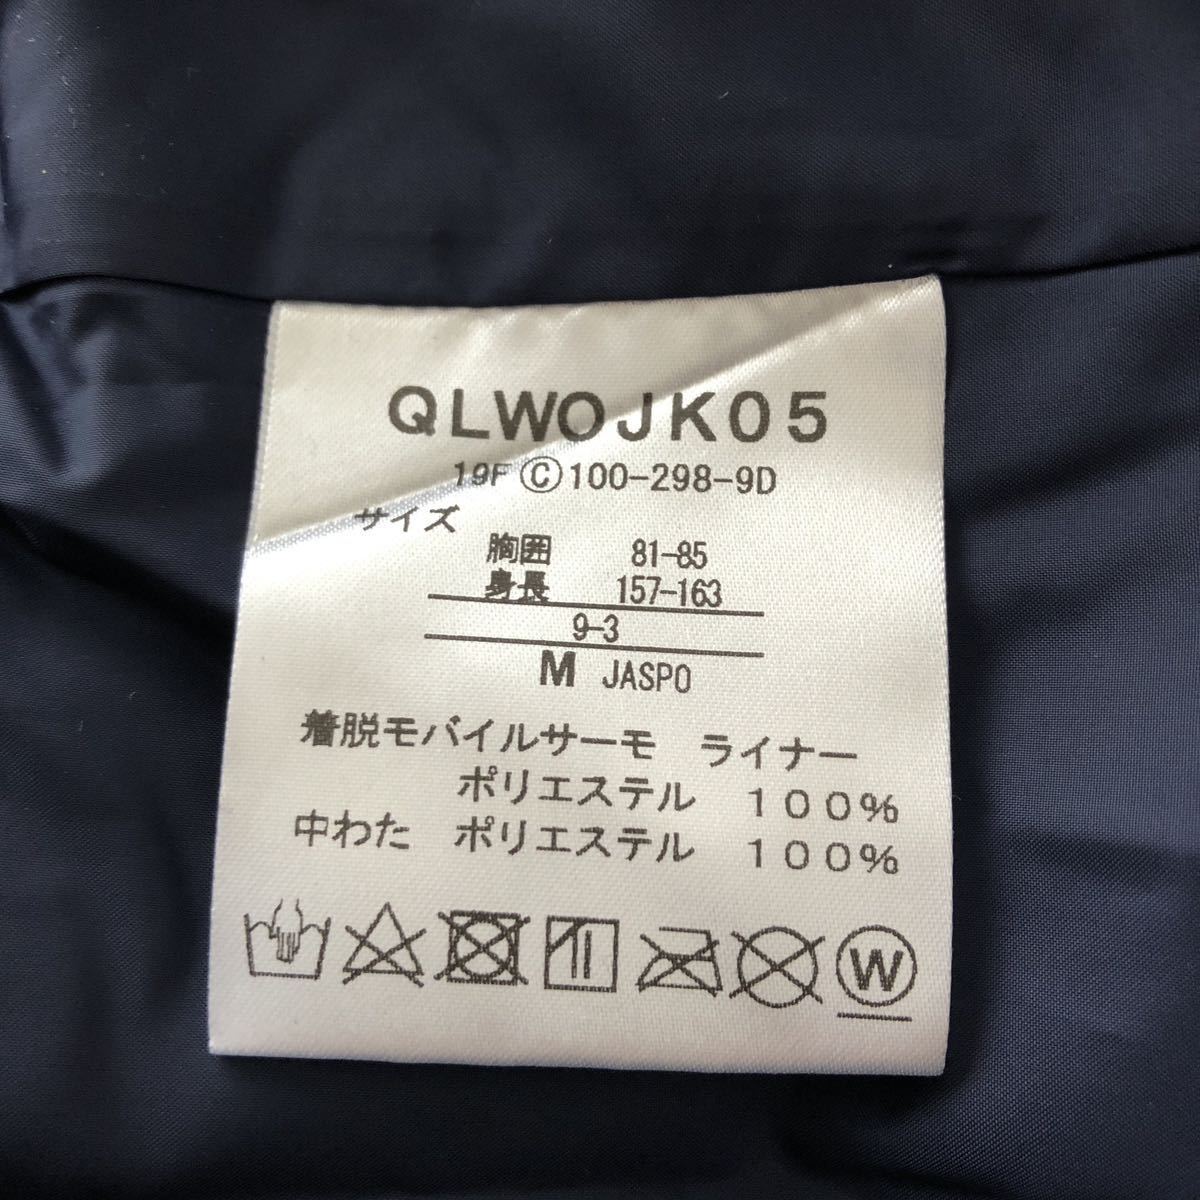 QLWOJK05
19F Ⓒ100-298-9D
サイズ
胸囲 81-85
身長 157-163
9-3
M JASPO
着脱モバイルサーモ ライナー
ポリエステル 100%
中わた ポリエステル 100%
W